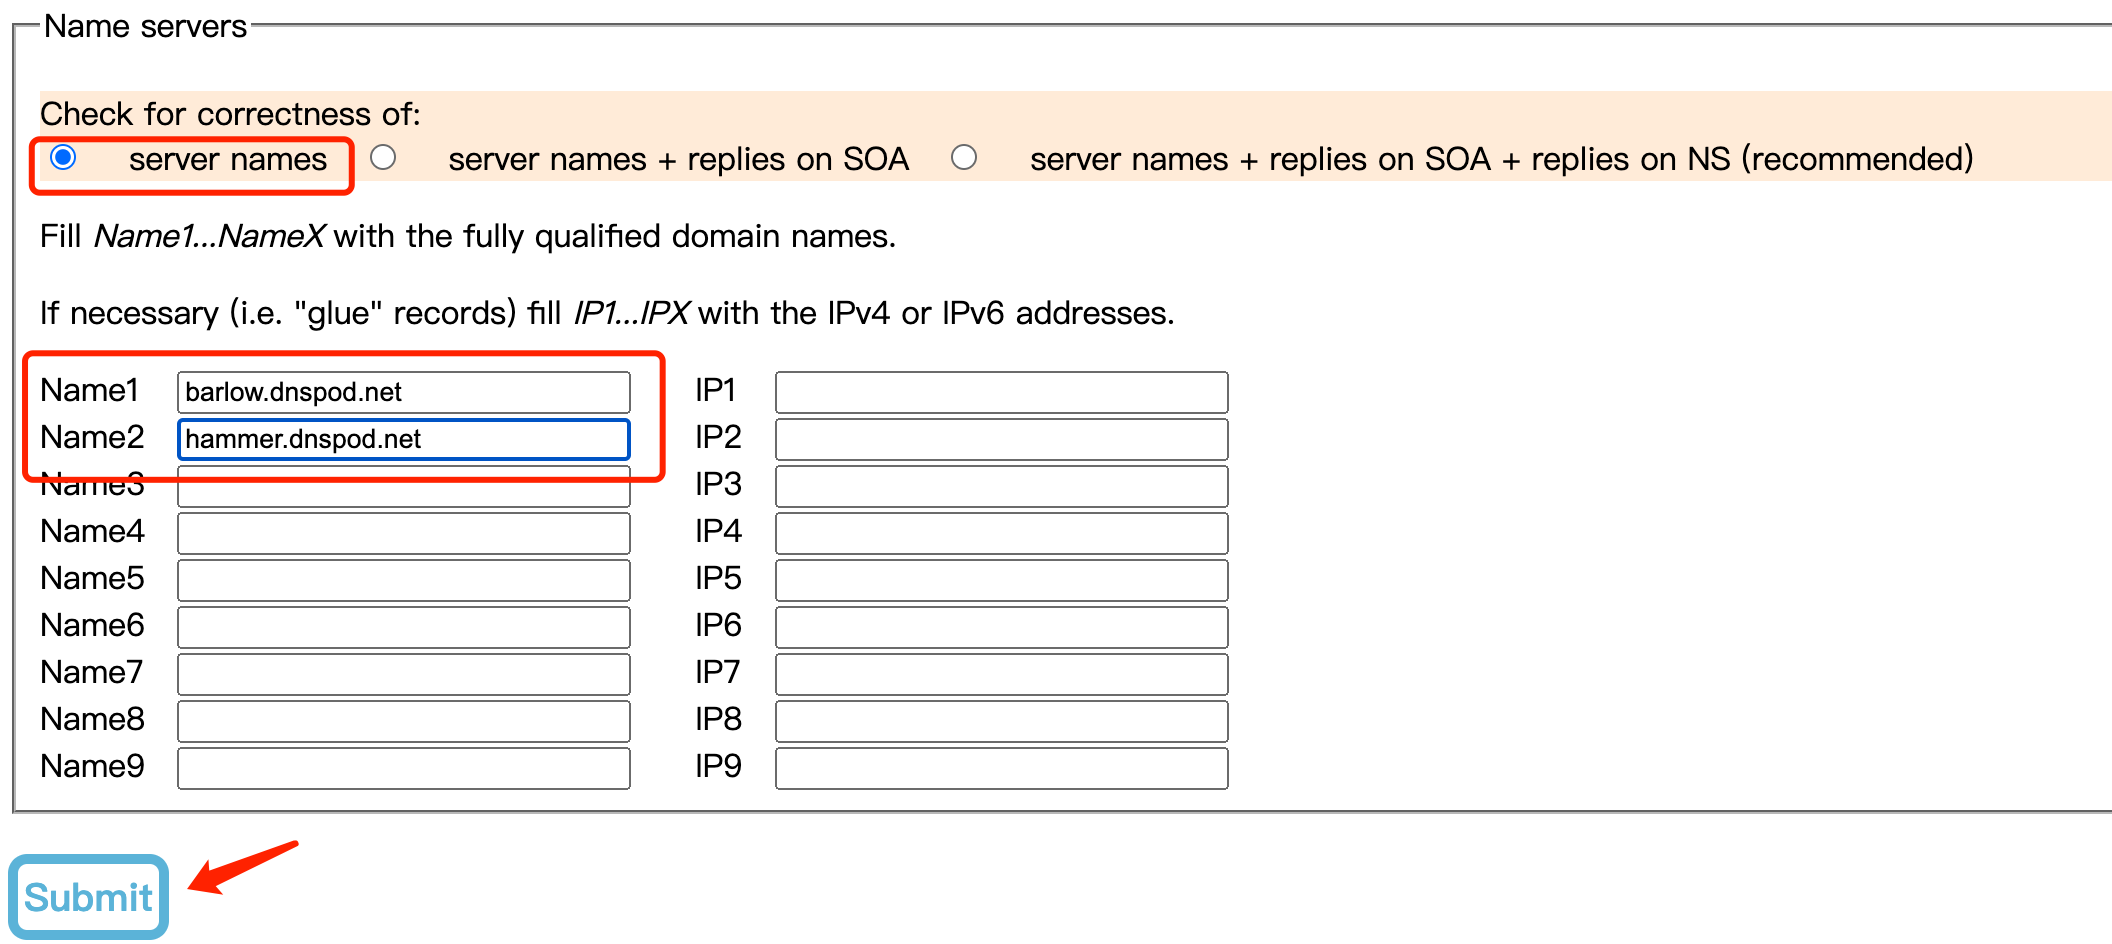 Name servers
Check for correctness of:
server names server names + replies on SOA server names + replies on SOA + replies on NS (recommended)
Fill Name1...NameX with the fully qualified domain names.
If necessary (i.e. "glue" records) fill IP1...IPX with the IPv4 or IPv6 addresses.
Name1 barlow.dnspod.net IP1
Name2 hammer.dnspod.net IP2
Name3 IP3
Name4 IP4
Name5 IP5
Name6 IP6
Name7 IP7
Name8 IP8
Name9 IP9
Submit